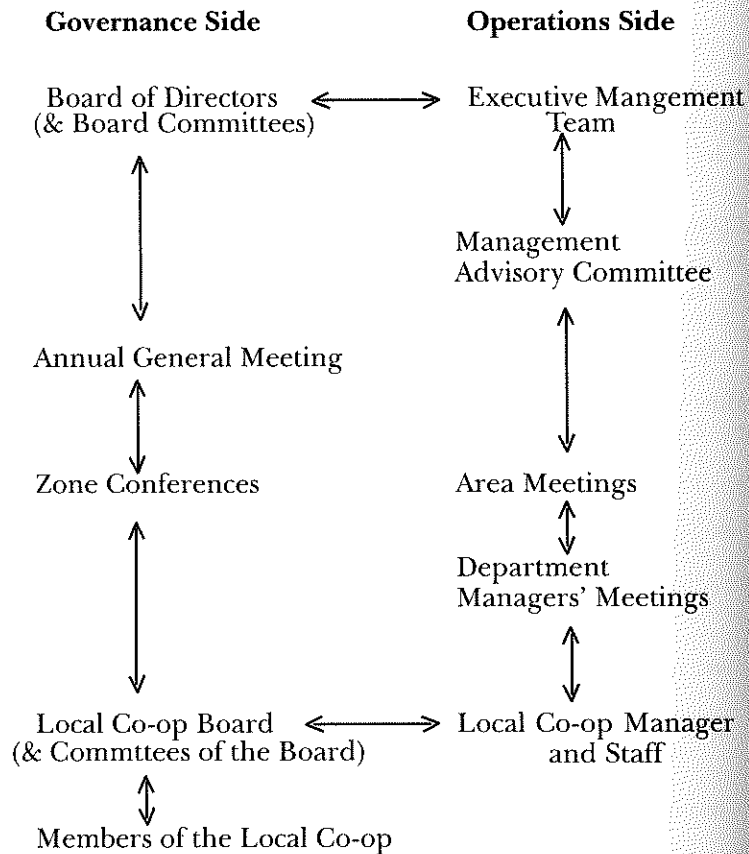 Governance Side
Operations Side
Board of Directors
(& Board Committees)
Executive Mangement
Team
Management
Advisory Committee
Annual General Meeting
Zone Conferences
Area Meetings
Department
Managers' Meetings
Local Co-op Board
(& Commttees of the Board)
Local Co-op Manager
and Staff
Members of the Local Co-op